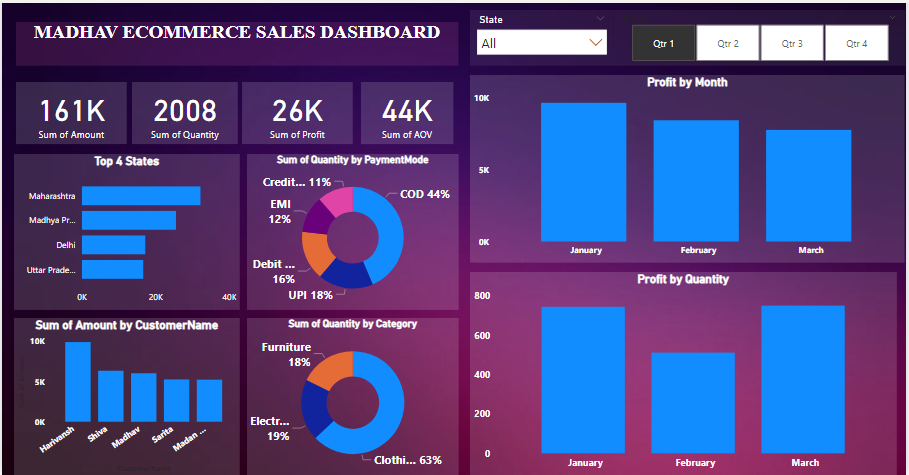 MADHAV ECOMMERCE SALES DASHBOARD
State
All
Qtr 1
Qtr 2
Qtr 3
Qtr 4
161K
Sum of Amount
2008
Sum of Quantity
26K
Sum of Profit
44K
Sum of AOV
Top 4 States
Maharashtra
Madhya Pr...
Delhi
Uttar Prade...
0K
20K
40K
Sum of Quantity by PaymentMode
Credit... 11%
COD 44%
EMI
12%
Debit ...
16%
UPI 18%
Profit by Month
10K
5K
0K
January
February
March
Sum of Amount by CustomerName
10K
5K
0K
Harivansh
Shiva
Madhav
Sarita
Madan ...
Sum of Quantity by Category
Furniture
18%
Electr...
19%
Clothi... 63%
Profit by Quantity
800
600
400
200
0
January
February
March